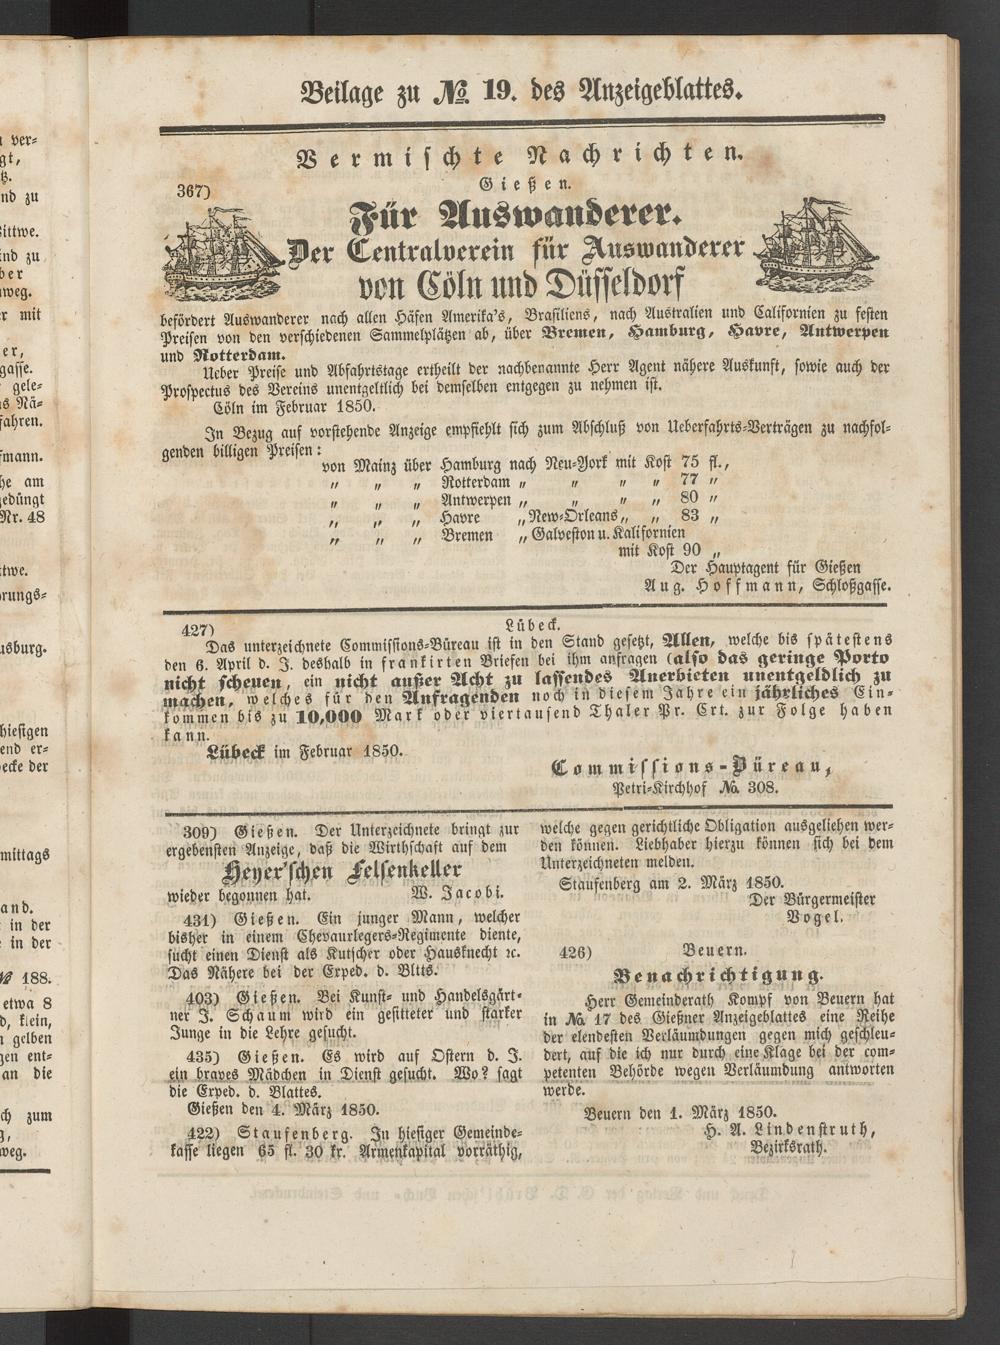 Beilage zu No. 19. des Anzeigeblattes.
Vermischte Nachrichten.
Gießen.
367)
Für Auswanderer.
Der Centralverein für Auswanderer
von Cöln und Düsseldorf
befördert Auswanderer nach allen Häfen Amerika's, Brasiliens, nach Australien und Californien zu festen
Preisen von den verschiedenen Sammelplätzen ab, über Bremen, Hamburg, Havre, Antwerpen
und Rotterdam.
Ueber Preise und Abfahrtstage ertheilt der nachbenannte Herr Agent nähere Auskunft, sowie auch der
Prospectus des Vereins unentgeltlich bei demselben entgegen zu nehmen ist.
Cöln im Februar 1850.
In Bezug auf vorstehende Anzeige empfiehlt sich zum Abschluß von Ueberfahrts-Verträgen zu nachfol-
genden billigen Preisen:
von Mainz über Hamburg nach Neu-York mit Kost 75 fl.,
„ „ „ Rotterdam „ „ „ „ 77 „
„ „ „ Antwerpen „ „ „ „ 80 „
„ „ „ Havre „ New-Orleans „ „ 83 „
„ „ „ Bremen „ Galveston u. Kalifornien
mit Kost 90 „
Der Hauptagent für Gießen
Aug. Hoffmann, Schloßgasse.
427) Lübeck.
Das unterzeichnete Commissions-Büreau ist in den Stand gesetzt, Allen, welche bis spätestens
den 6. April d. J. deshalb in frankirten Briefen bei ihm anfragen (also das geringe Porto
nicht scheuen, ein nicht außer Acht zu lassendes Anerbieten unentgeldlich zu
machen, welches für den Anfragenden noch in diesem Jahre ein jährliches Ein-
kommen bis zu 10,000 Mark oder viertausend Thaler Pr. Crt. zur Folge haben
kann.
Lübeck im Februar 1850.
Commissions-Büreau,
Petri-Kirchhof No. 308.
309) Gießen. Der Unterzeichnete bringt zur
ergebensten Anzeige, daß die Wirthschaft auf dem
Heyer'schen Felsenkeller
wieder begonnen hat. W. Jacobi.
431) Gießen. Ein junger Mann, welcher
bisher in einem Chevaurlegers-Regimente diente,
sucht einen Dienst als Kutscher oder Hausknecht ꝛc.
Das Nähere bei der Exped. d. Bltts.
403) Gießen. Bei Kunst- und Handelsgärt-
ner J. Schaum wird ein gesitteter und starker
Junge in die Lehre gesucht.
435) Gießen. Es wird auf Ostern d. J.
ein braves Mädchen in Dienst gesucht. Wo? sagt
die Exped. d. Blattes.
Gießen den 4. März 1850.
422) Staufenberg. In hiesiger Gemeinde-
kasse liegen 65 fl. 30 kr. Armenkapital vorräthig,
welche gegen gerichtliche Obligation ausgeliehen wer-
den können. Liebhaber hierzu können sich bei dem
Unterzeichneten melden.
Staufenberg am 2. März 1850.
Der Bürgermeister
Vogel.
426) Beuern.
Benachrichtigung.
Herr Gemeinderath Kompf von Beuern hat
in No. 17 des Gießner Anzeigeblattes eine Reihe
der elendesten Verläumdungen gegen mich geschleu-
dert, auf die ich nur durch eine Klage bei der com-
petenten Behörde wegen Verläumdung antworten
werde.
Beuern den 1. März 1850.
H. A. Lindenstruth,
Bezirksrath.